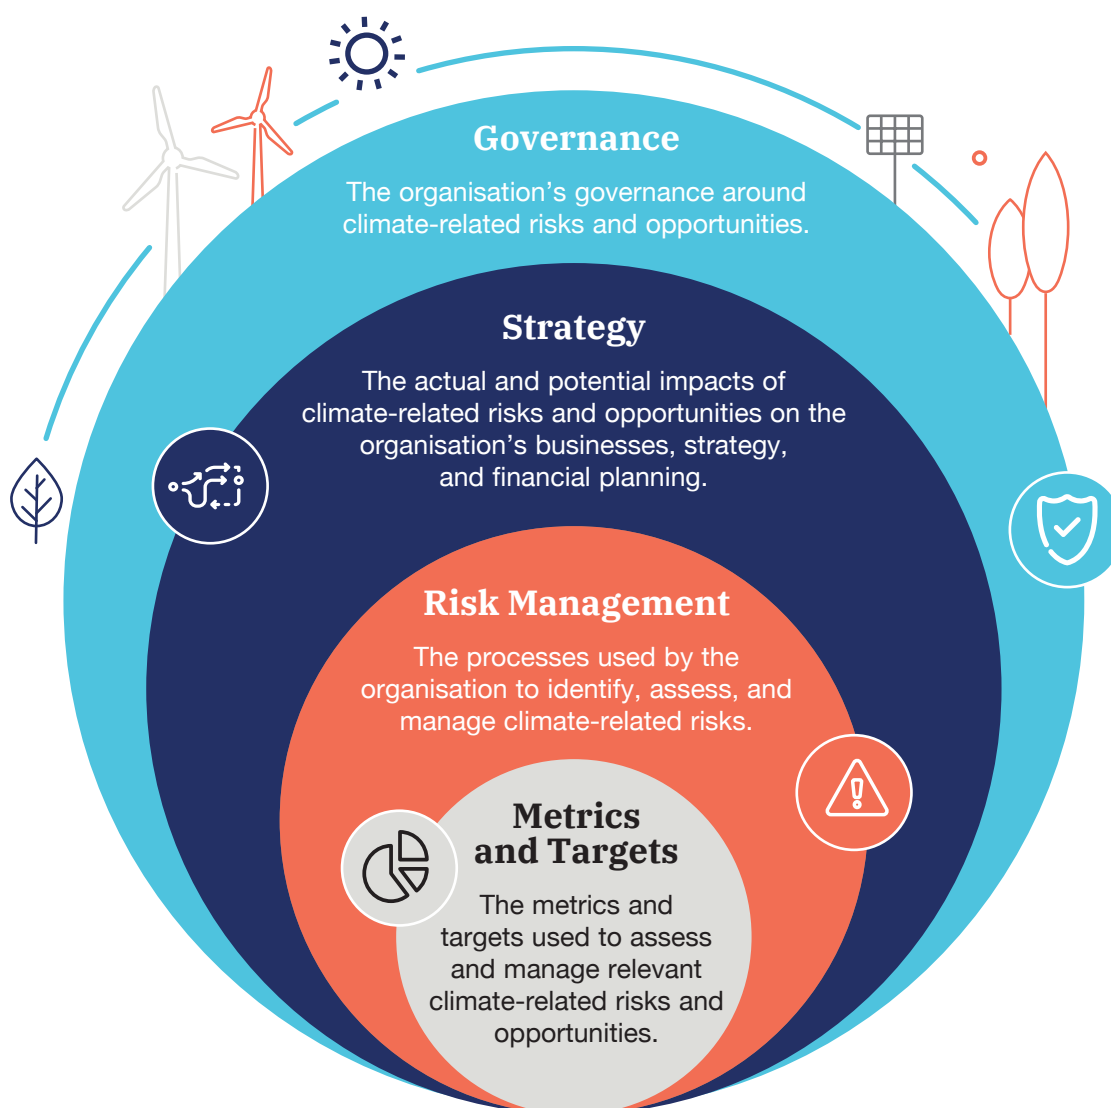 Governance
The organisation’s governance around
climate-related risks and opportunities.
Strategy
The actual and potential impacts of
climate-related risks and opportunities on the
organisation’s businesses, strategy,
and financial planning.
Risk Management
The processes used by the
organisation to identify, assess, and
manage climate-related risks.
Metrics
and Targets
The metrics and
targets used to assess
and manage relevant
climate-related risks and
opportunities.